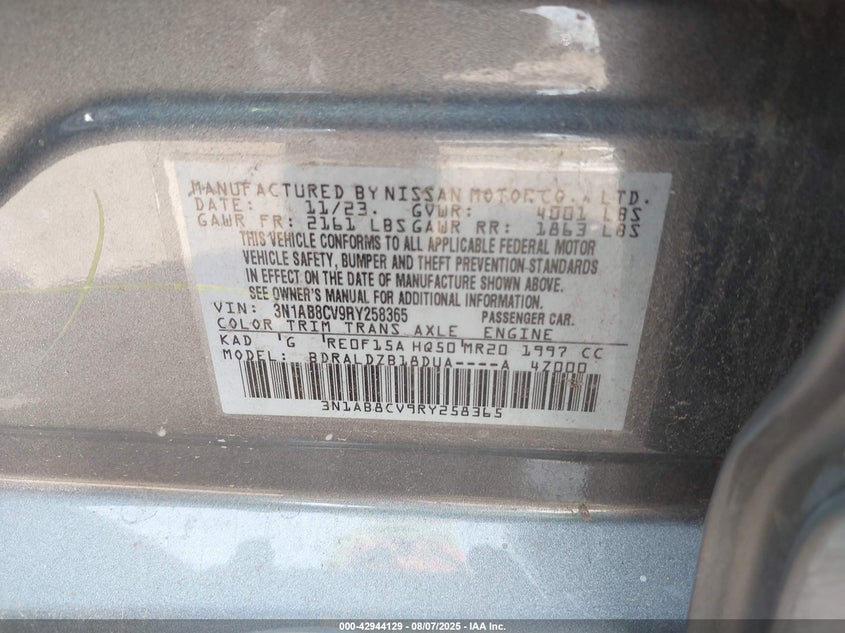 MANUFACTURED BY NISSAN MOTOR CO., LTD.
DATE: 11/23. GVWR: 4001 LBS
GAWR FR: 2161 LBS GAWR RR: 1863 LBS
THIS VEHICLE CONFORMS TO ALL APPLICABLE FEDERAL MOTOR
VEHICLE SAFETY, BUMPER AND THEFT PREVENTION STANDARDS
IN EFFECT ON THE DATE OF MANUFACTURE SHOWN ABOVE.
SEE OWNER'S MANUAL FOR ADDITIONAL INFORMATION.
VIN: 3N1AB8CV9RY258365 PASSENGER CAR.
COLOR TRIM TRANS AXLE ENGINE
KAD G RE0F15A HQ50 MR20 1997 CC
MODEL: BDRALDZB18DUA----A 47000
3N1AB8CV9RY258365
000-42944129 - 08/07/2025 - IAA Inc.